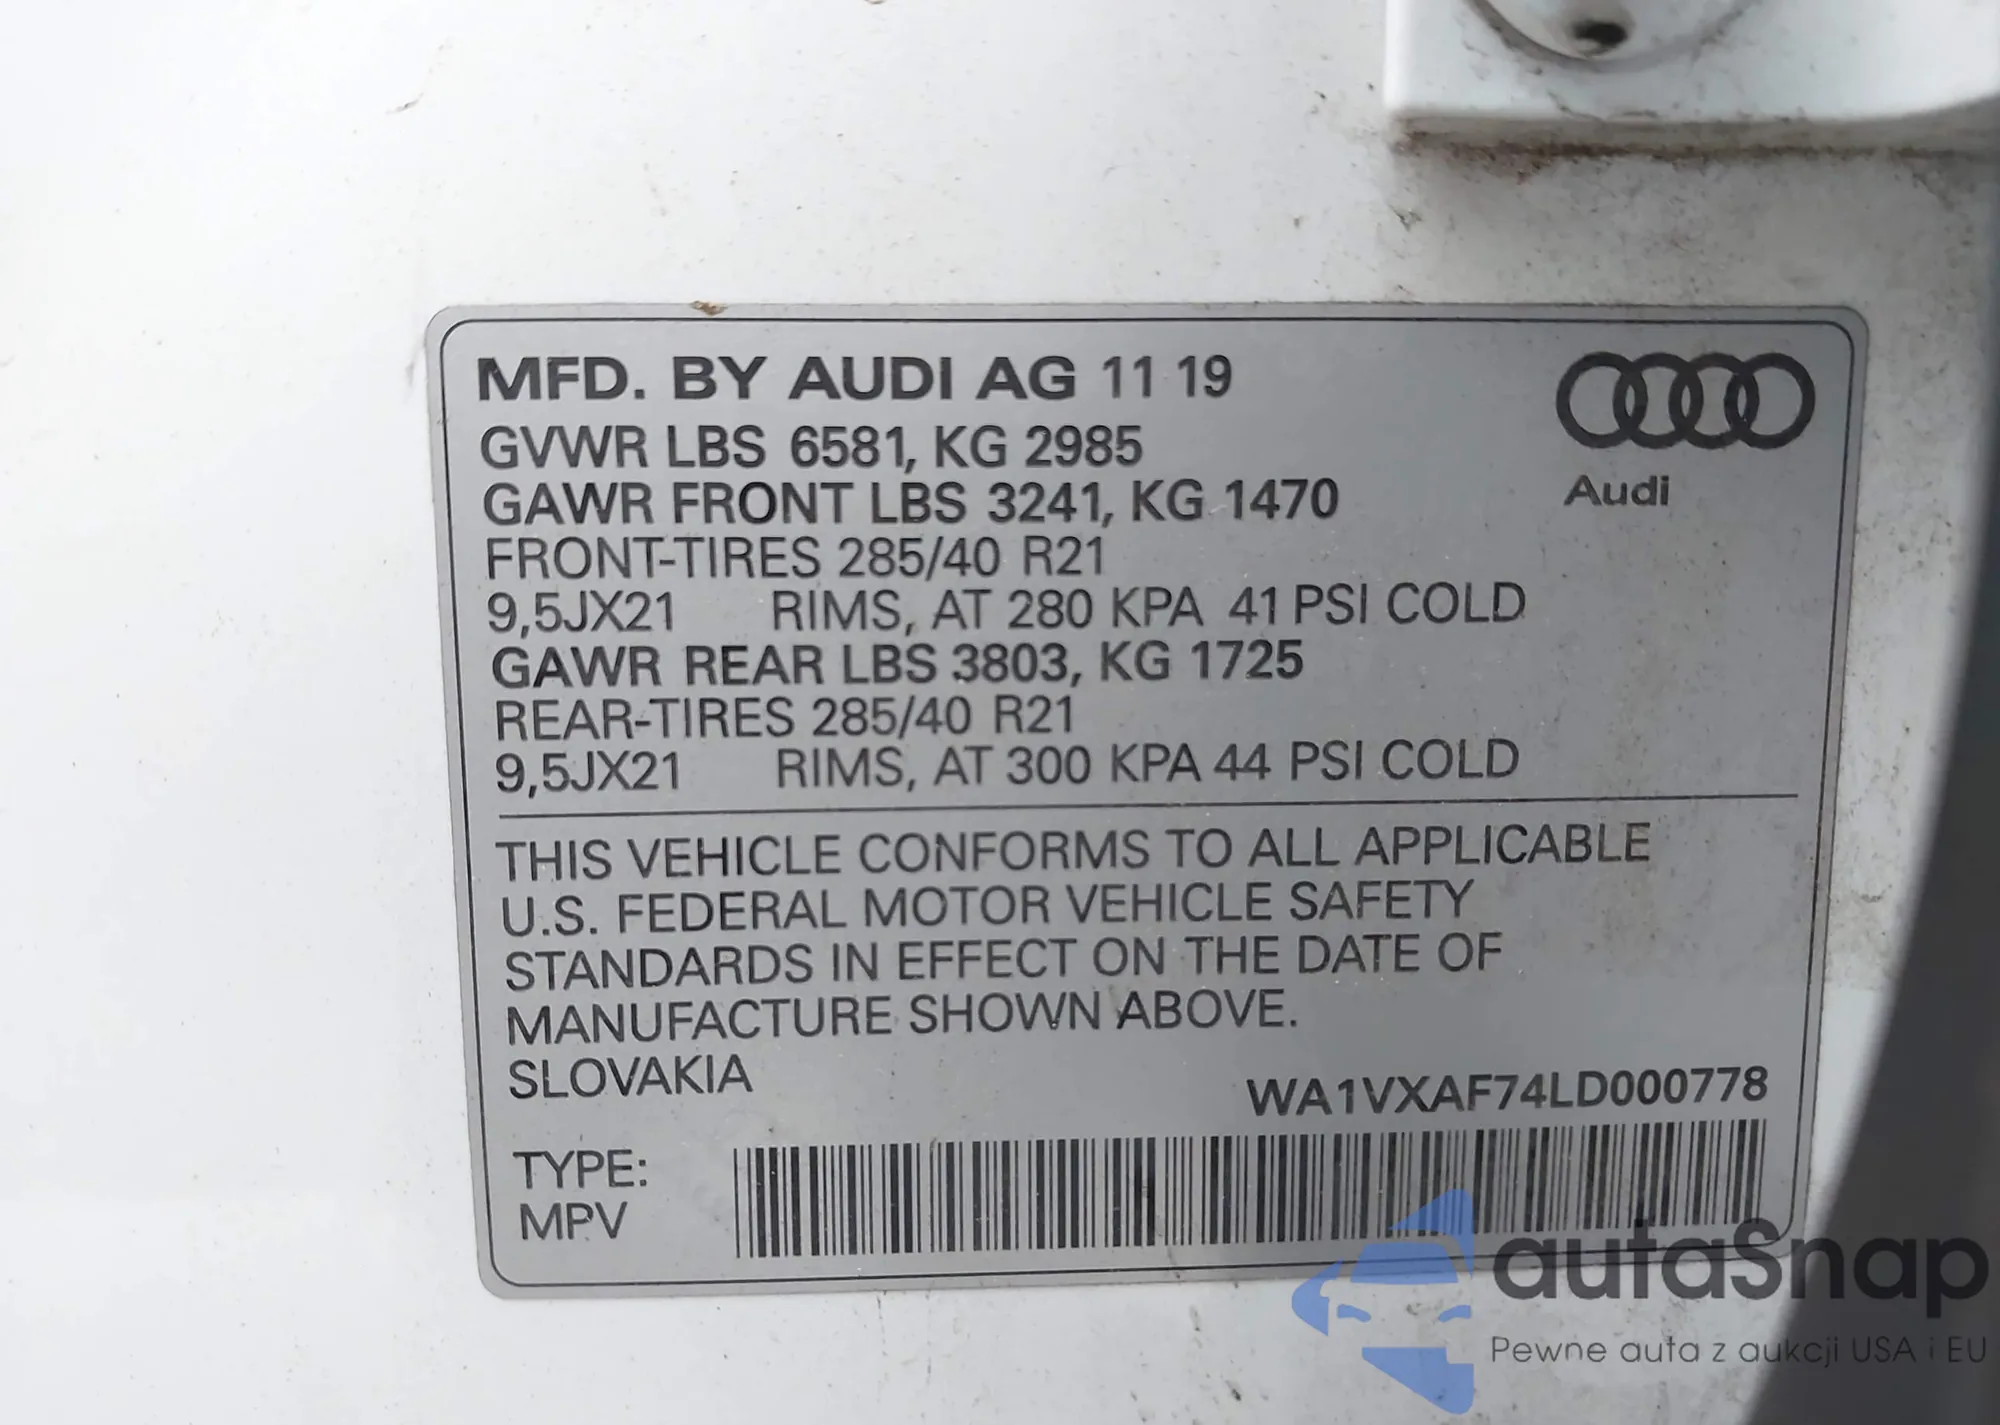 MFD. BY AUDI AG 11 19
GVWR LBS 6581, KG 2985
GAWR FRONT LBS 3241, KG 1470
FRONT-TIRES 285/40 R21
9,5JX21 RIMS, AT 280 KPA 41 PSI COLD
GAWR REAR LBS 3803, KG 1725
REAR-TIRES 285/40 R21
9,5JX21 RIMS, AT 300 KPA 44 PSI COLD
Audi
THIS VEHICLE CONFORMS TO ALL APPLICABLE
U.S. FEDERAL MOTOR VEHICLE SAFETY
STANDARDS IN EFFECT ON THE DATE OF
MANUFACTURE SHOWN ABOVE.
SLOVAKIA
WA1VXAF74LD000778
TYPE:
MPV
autaSnap
Pewne auta z aukcji USA i EU